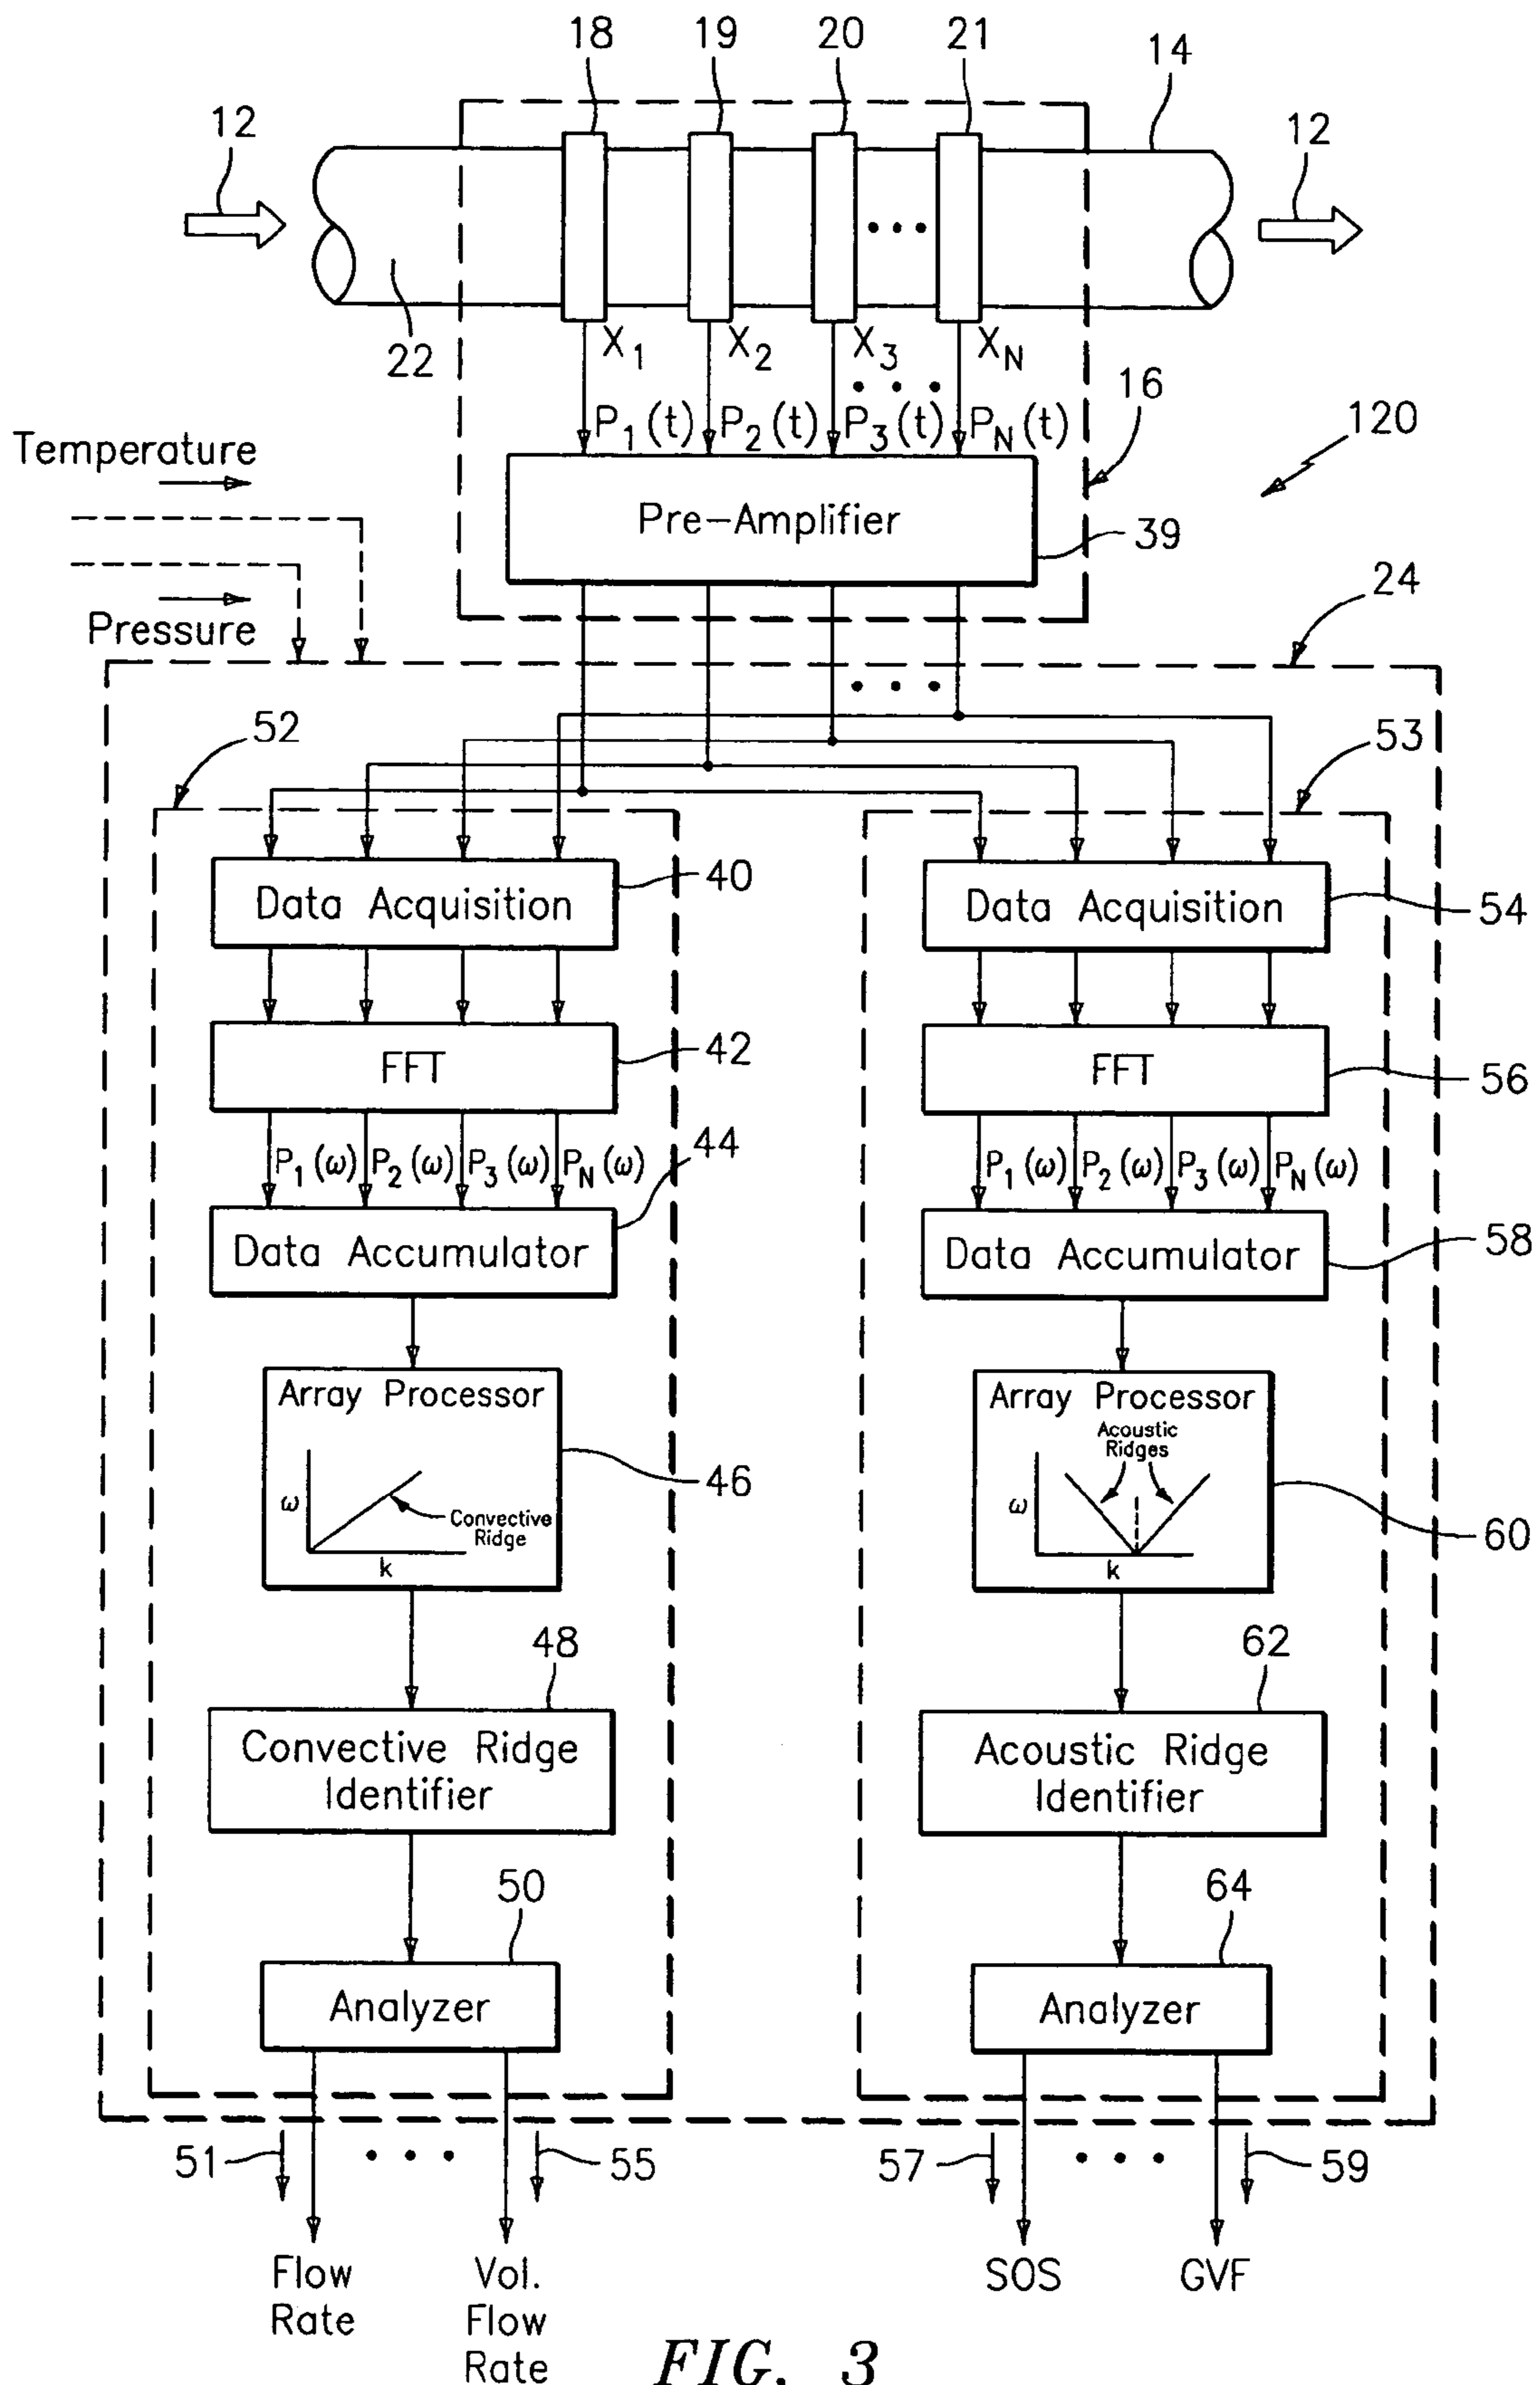 18 19 20 21 14
12 12
22
X1 X2 X3 XN
P1(t) P2(t) P3(t) PN(t)
16
120
Temperature
Pre-Amplifier
39
Pressure
24
52 53
Data Acquisition 40
Data Acquisition 54
FFT 42
FFT 56
P1(ω) P2(ω) P3(ω) PN(ω) 44
P1(ω) P2(ω) P3(ω) PN(ω)
Data Accumulator
Data Accumulator 58
Array Processor
ω
Convective
Ridge
k
46
Array Processor
Acoustic
Ridges
ω
k
60
48
Convective Ridge
Identifier
62
Acoustic Ridge
Identifier
50
Analyzer
64
Analyzer
51 55 57 59
Flow
Rate
Vol.
Flow
Rate
SOS
GVF
FIG. 3